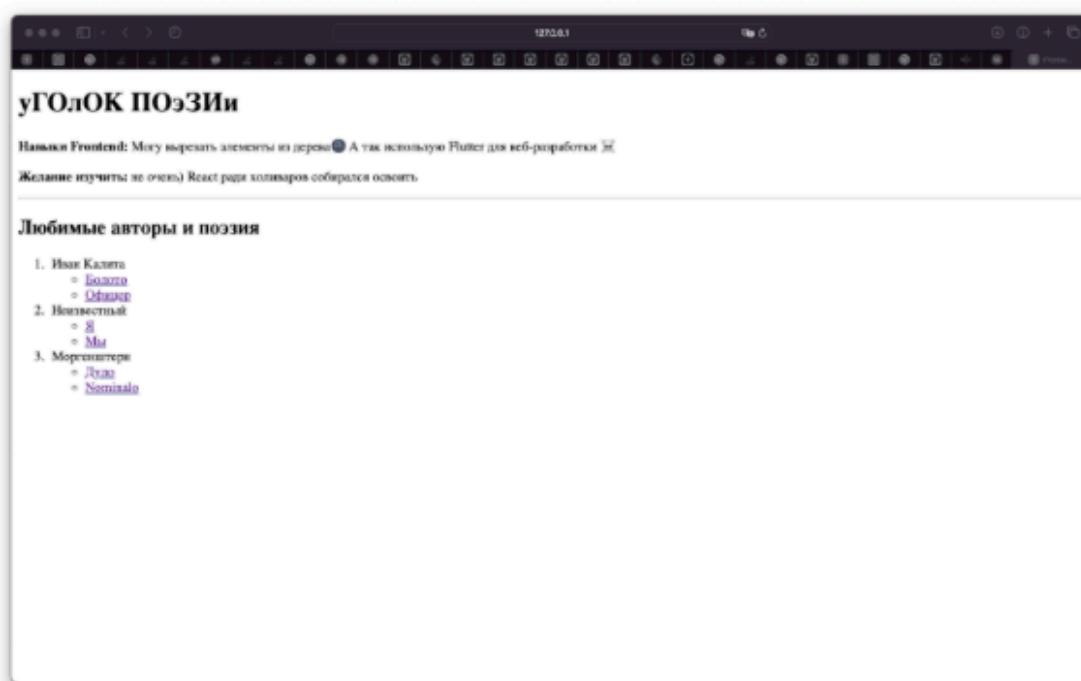 127.0.0.1
уГОлОК ПОэЗИи
Навыки Frontend: Могу вырезать элементы из дерева🌚 А так использую Flutter для веб-разработки ☠️
Желание изучить: не очень) React ради холиваров собирался освоить
Любимые авторы и поэзия
1. Иван Калита
Болото
Офицер
2. Неизвестный
Я
Мы
3. Моргенштерн
Дуло
Nominalo